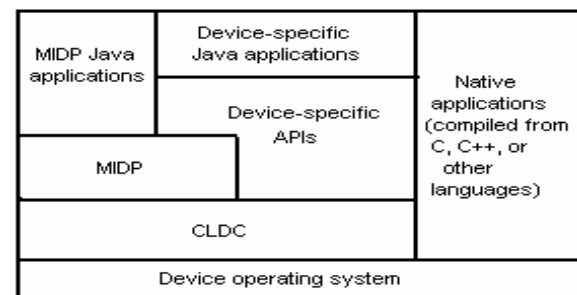 MIDP Java
applications
Device-specific
Java applications
Device-specific
APIs
Native
applications
(compiled from
C, C++, or
other
languages)
MIDP
CLDC
Device operating system